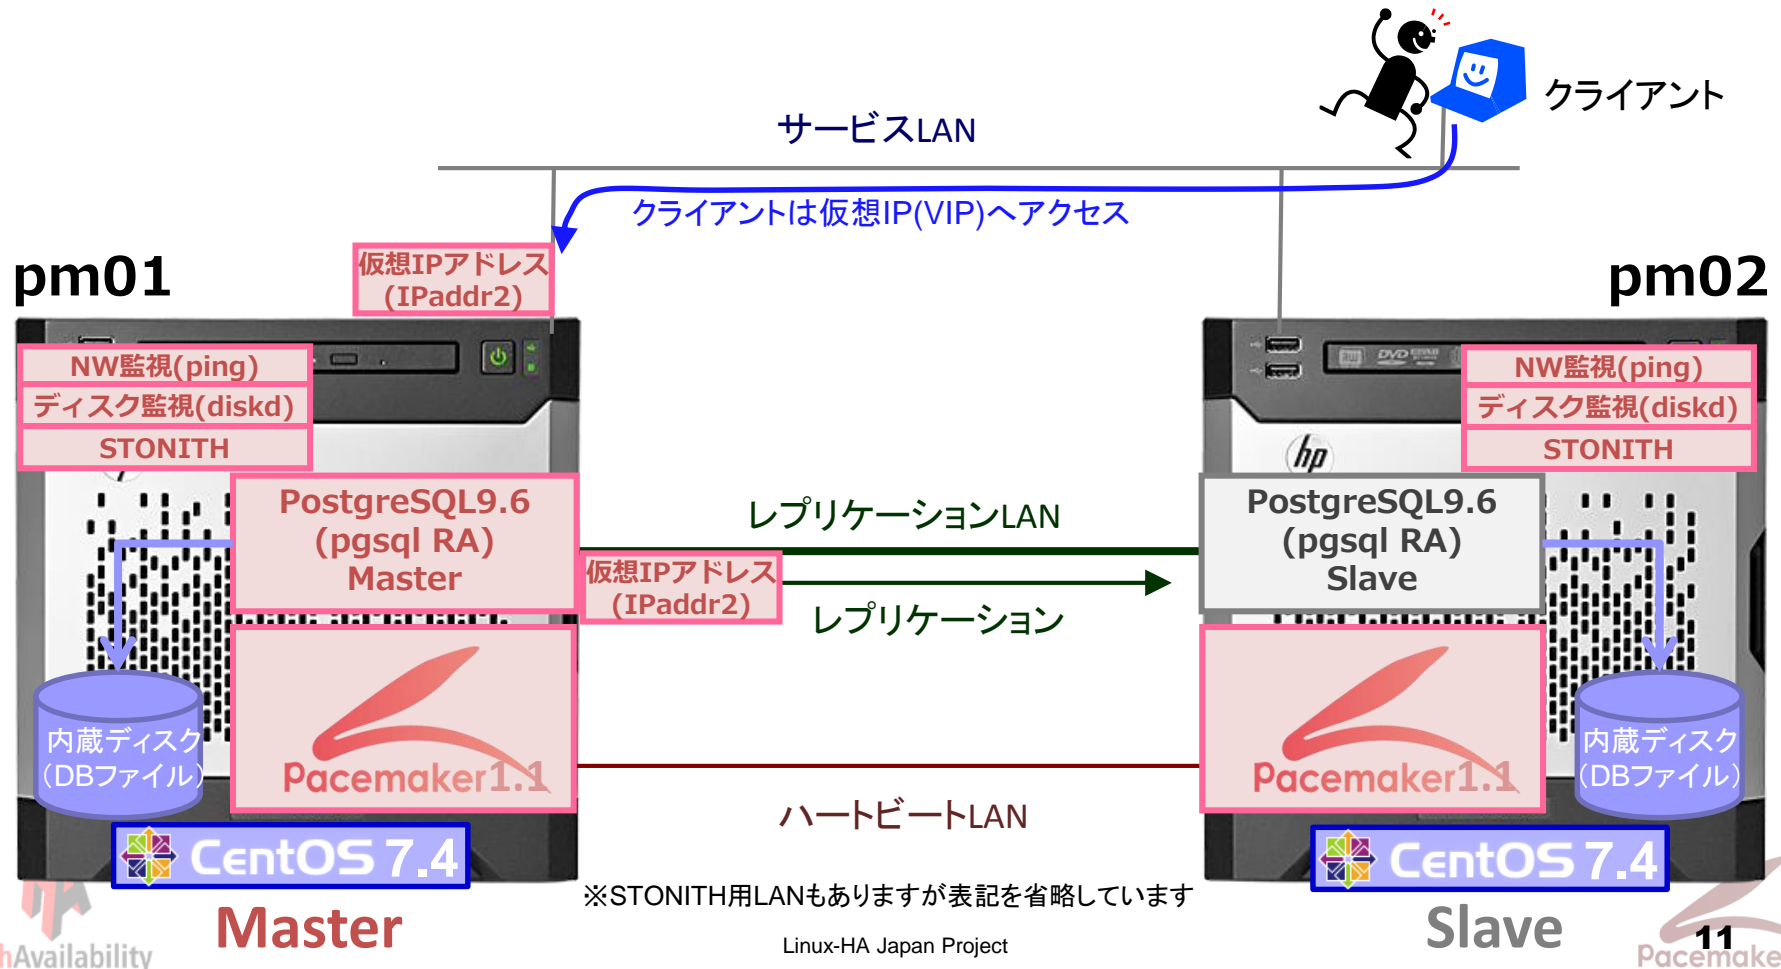 クライアント
サービスLAN
クライアントは仮想IP(VIP)へアクセス
pm01
仮想IPアドレス
(IPaddr2)
pm02
NW監視(ping)
ディスク監視(diskd)
STONITH
NW監視(ping)
ディスク監視(diskd)
STONITH
DVD
hp
PostgreSQL9.6
(pgsql RA)
Master
レプリケーションLAN
仮想IPアドレス
(IPaddr2)
レプリケーション
PostgreSQL9.6
(pgsql RA)
Slave
内蔵ディスク
(DBファイル)
Pacemaker1.1
ハートビートLAN
Pacemaker1.1
内蔵ディスク
(DBファイル)
CentOS 7.4
CentOS 7.4
※STONITH用LANもありますが表記を省略しています
Master
Slave
hAvailability
Linux-HA Japan Project
11
Pacemake